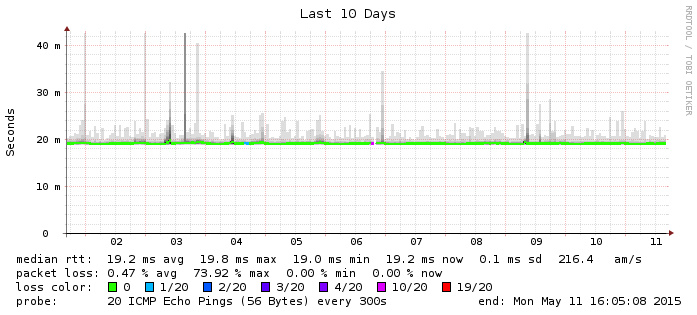 Last 10 Days
RRDTOOL / TOBI OETIKER
Seconds
40 m
30 m
20 m
10 m
0
02 03 04 05 06 07 08 09 10 11
median rtt: 19.2 ms avg 19.8 ms max 19.0 ms min 19.2 ms now 0.1 ms sd 216.4 am/s
packet loss: 0.47 % avg 73.92 % max 0.00 % min 0.00 % now
loss color: 0 1/20 2/20 3/20 4/20 10/20 19/20
probe: 20 ICMP Echo Pings (56 Bytes) every 300s end: Mon May 11 16:05:08 2015